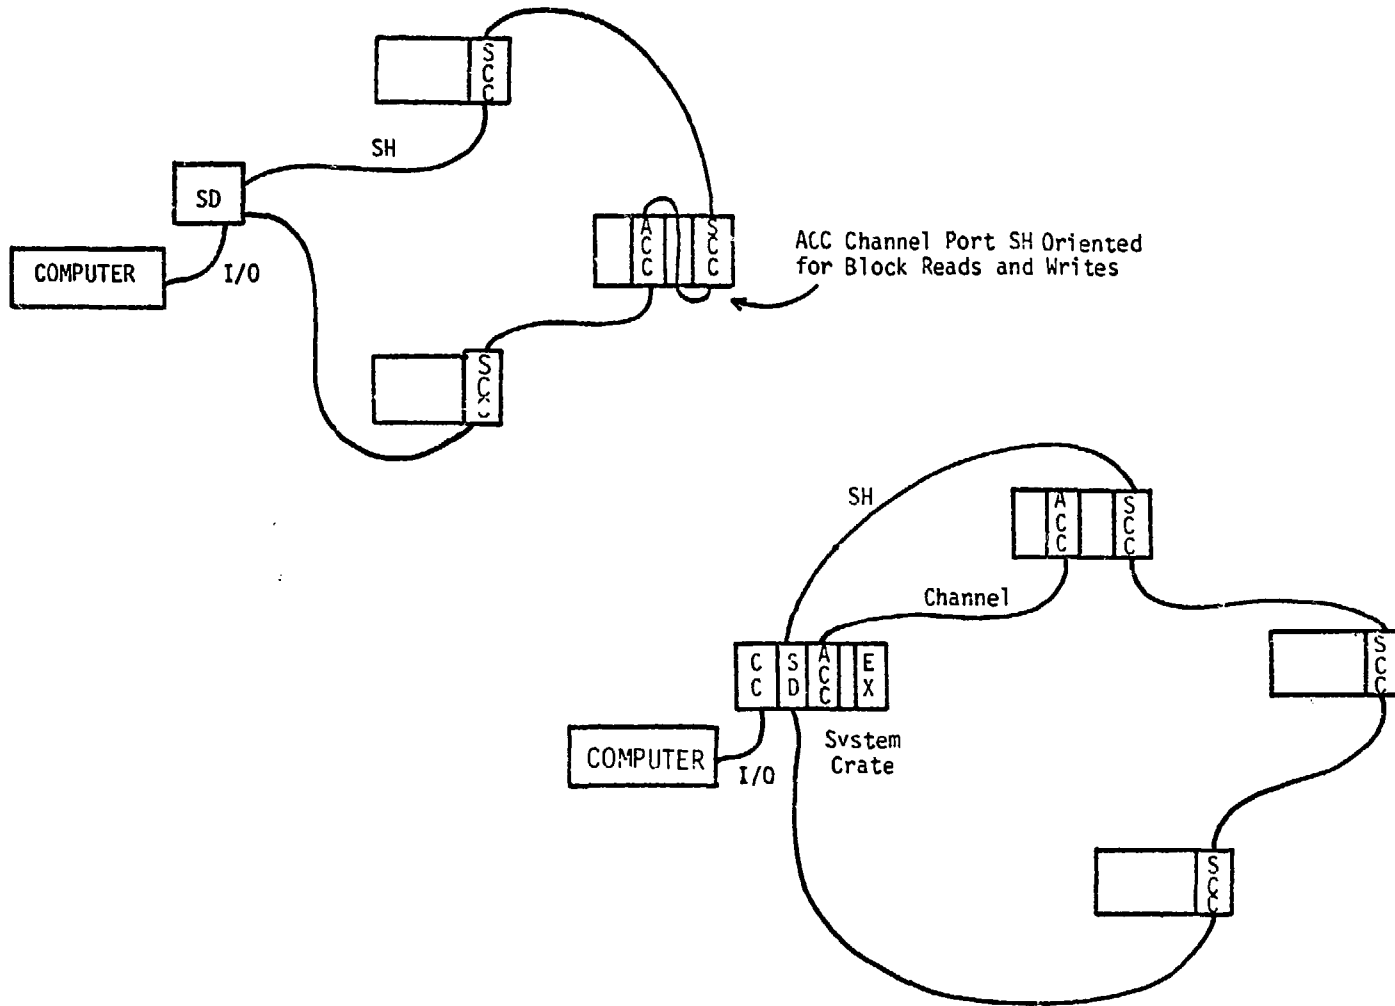 SCC
SH
SD
COMPUTER
I/O
ACC
SCC
ACC Channel Port SH Oriented
for Block Reads and Writes
SCC
SH
ACC
SCC
Channel
SCC
CC
SD
ACC
EX
System
Crate
COMPUTER
I/O
SCC